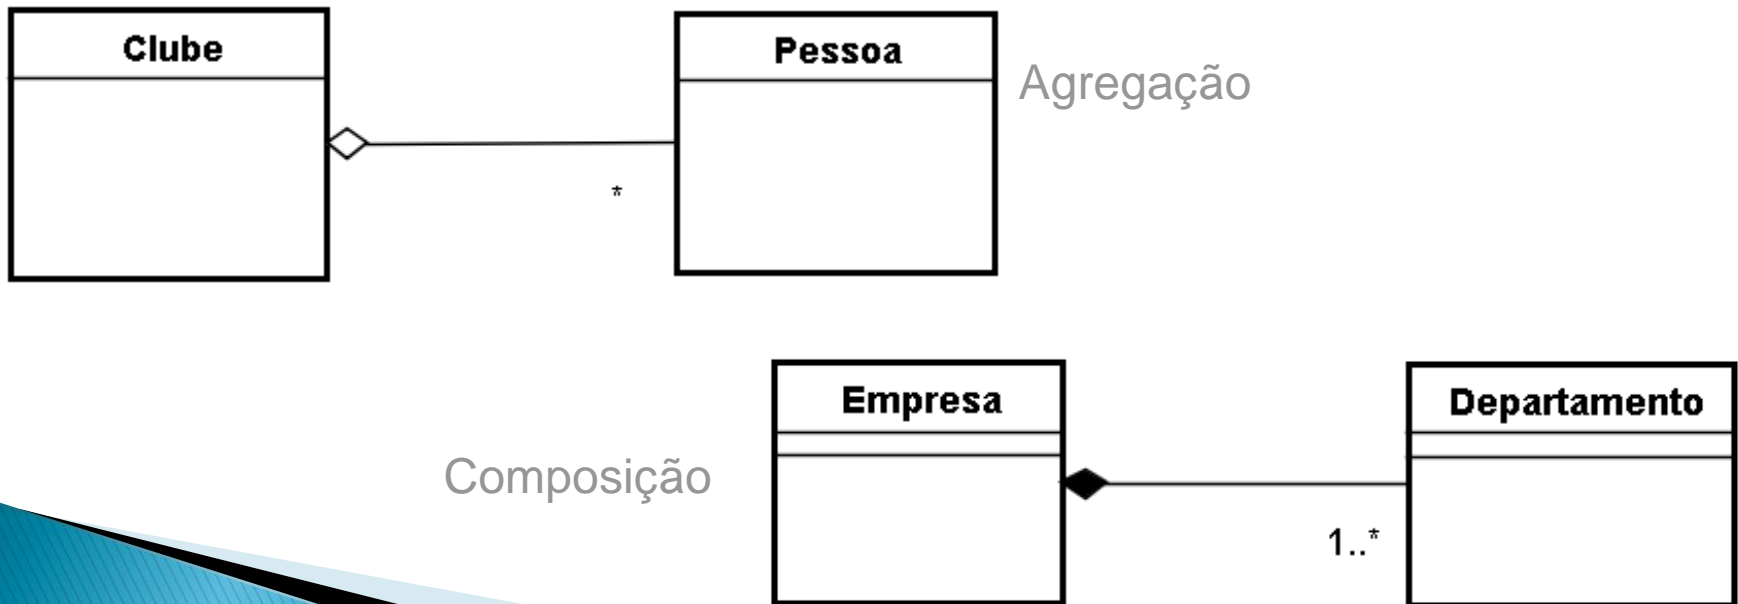 Clube
Pessoa
Agregação
*
Empresa
Departamento
Composição
1..*